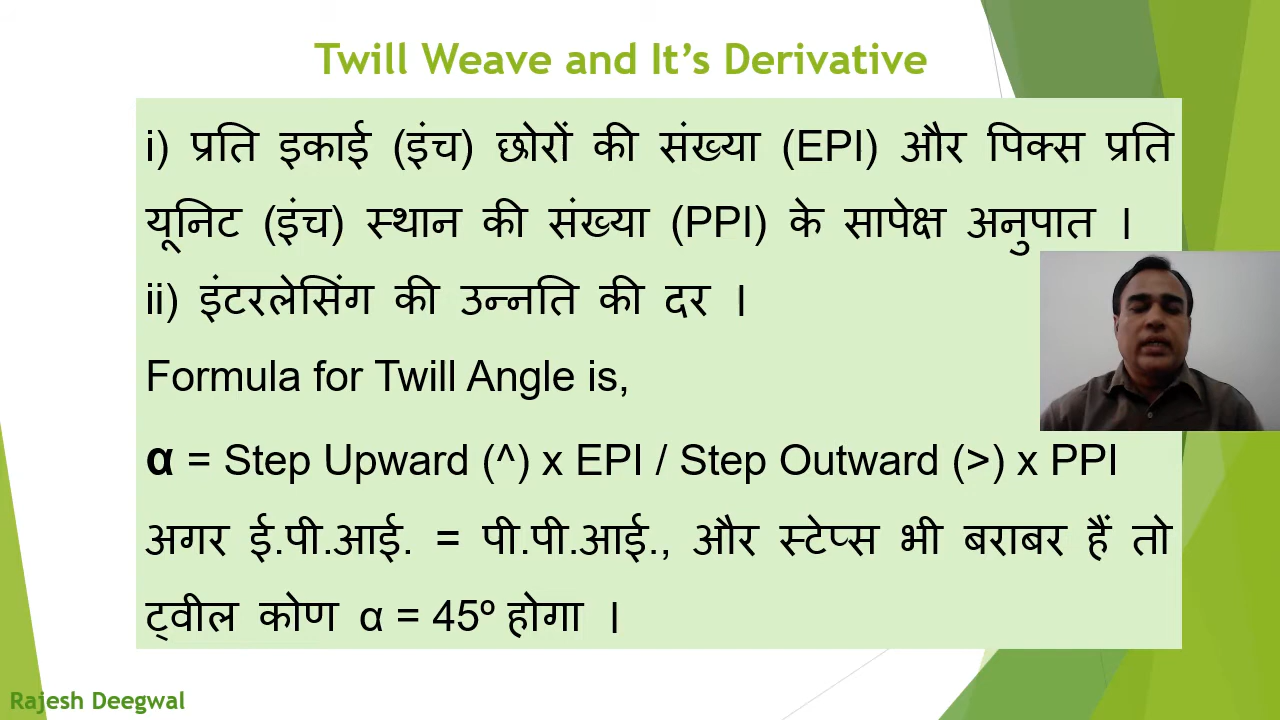 Twill Weave and It’s Derivative
i) प्रति इकाई (इंच) छोरों की संख्या (EPI) और पिक्स प्रति
यूनिट (इंच) स्थान की संख्या (PPI) के सापेक्ष अनुपात ।
ii) इंटरलेसिंग की उन्नति की दर ।
Formula for Twill Angle is,
α = Step Upward (^) x EPI / Step Outward (>) x PPI
अगर ई.पी.आई. = पी.पी.आई., और स्टेप्स भी बराबर हैं तो
ट्वील कोण α = 45º होगा ।
Rajesh Deegwal